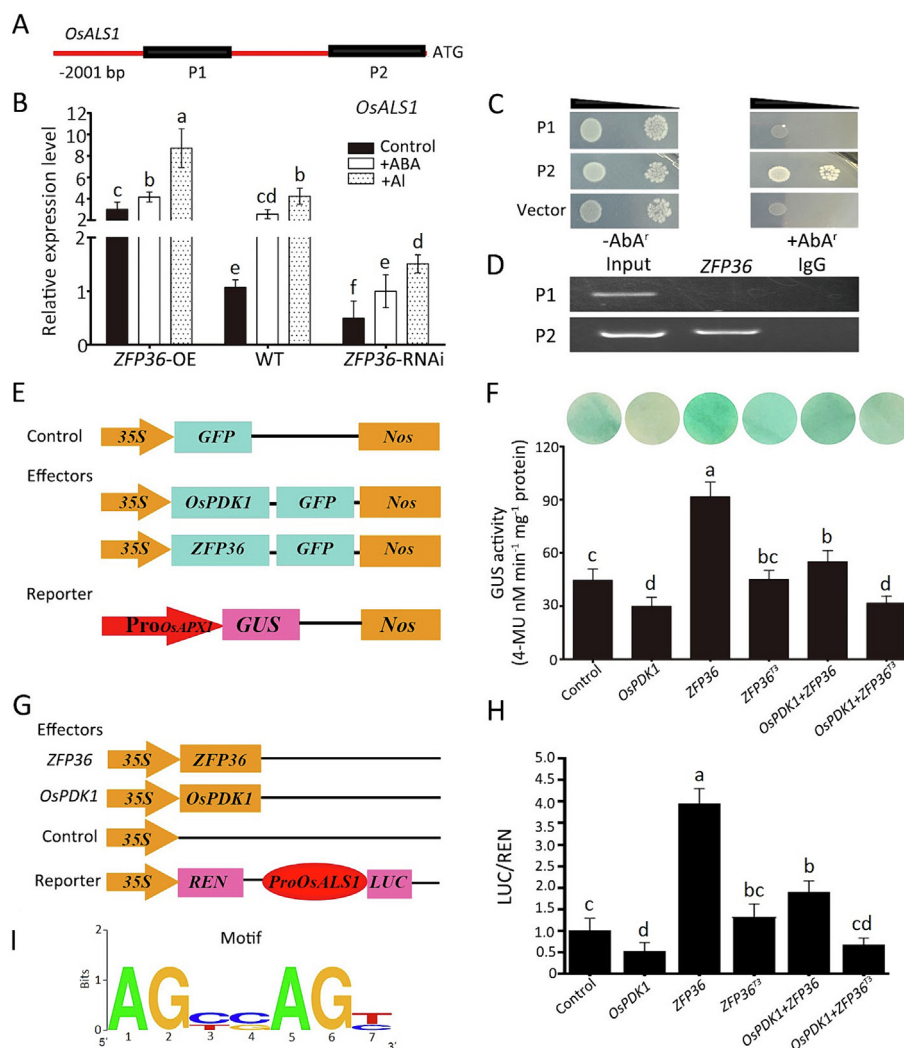 A
OsALS1
ATG
-2001 bp P1 P2
B
OsALS1
Control
+ABA
+Al
Relative expression level
12
10
8
6
4
2
2
1
0
c b a
e cd b
f e d
ZFP36-OE WT ZFP36-RNAi
C
P1
P2
Vector
-AbAʳ +AbAʳ
D
Input ZFP36 IgG
P1
P2
E
Control 35S GFP Nos
Effectors
35S OsPDK1 GFP Nos
35S ZFP36 GFP Nos
Reporter
ProOsAPX1 GUS Nos
F
GUS activity
(4-MU nM min⁻¹ mg⁻¹ protein)
120
90
60
30
0
c d a bc b d
Control OsPDK1 ZFP36 ZFP36ᵀ³ OsPDK1+ZFP36 OsPDK1+ZFP36ᵀ³
G
Effectors
ZFP36 35S ZFP36
OsPDK1 35S OsPDK1
Control 35S
Reporter 35S REN ProOsALS1 LUC
H
LUC/REN
5.0
4.5
4.0
3.5
3.0
2.5
2.0
1.5
1.0
0.5
0
c d a bc b cd
Control OsPDK1 ZFP36 ZFP36ᵀ³ OsPDK1+ZFP36 OsPDK1+ZFP36ᵀ³
I
Motif
Bits
2
1
0
AGCCAGT
T G C
5' 1 2 3 4 5 6 7 3'